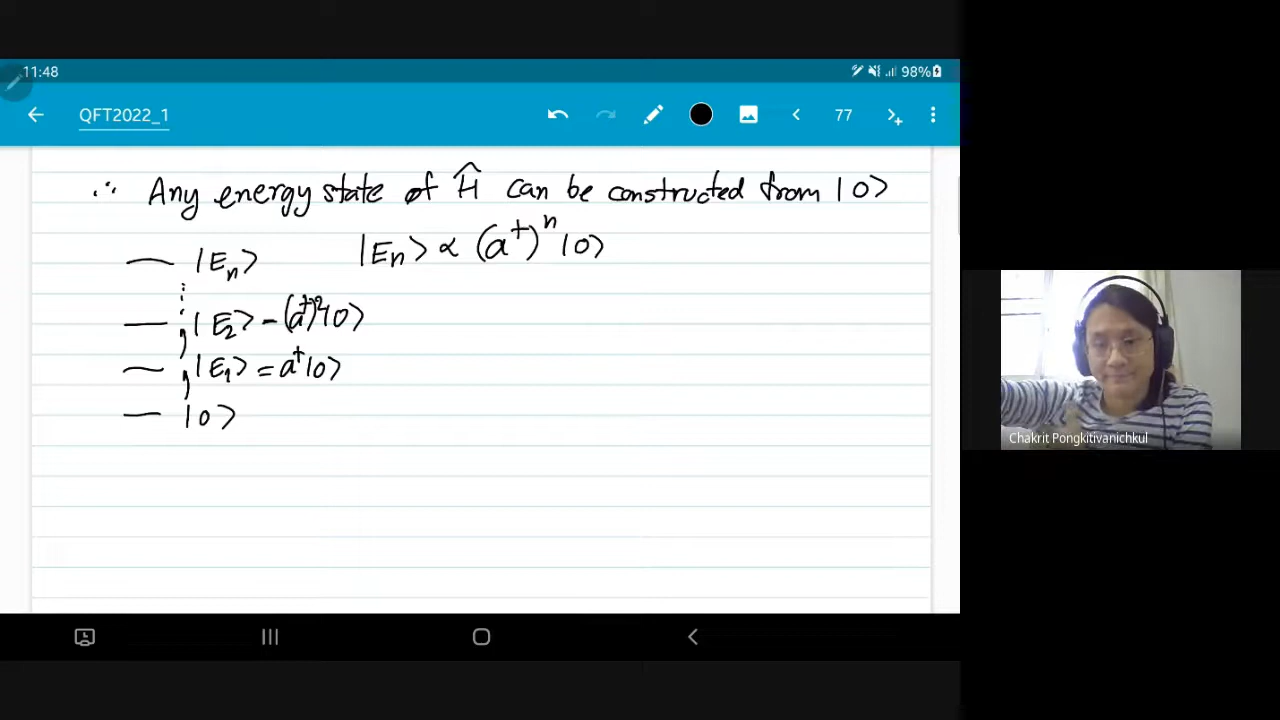 11:48
98%
QFT2022_1
77
∴ Any energy state of Ĥ can be constructed from |0>
|Eₙ> |Eₙ> ∝ (a†)ⁿ|0>
|E₂> - (a†)²|0>
|E₁> = a†|0>
|0>
Chakrit Pongkitivanichkul